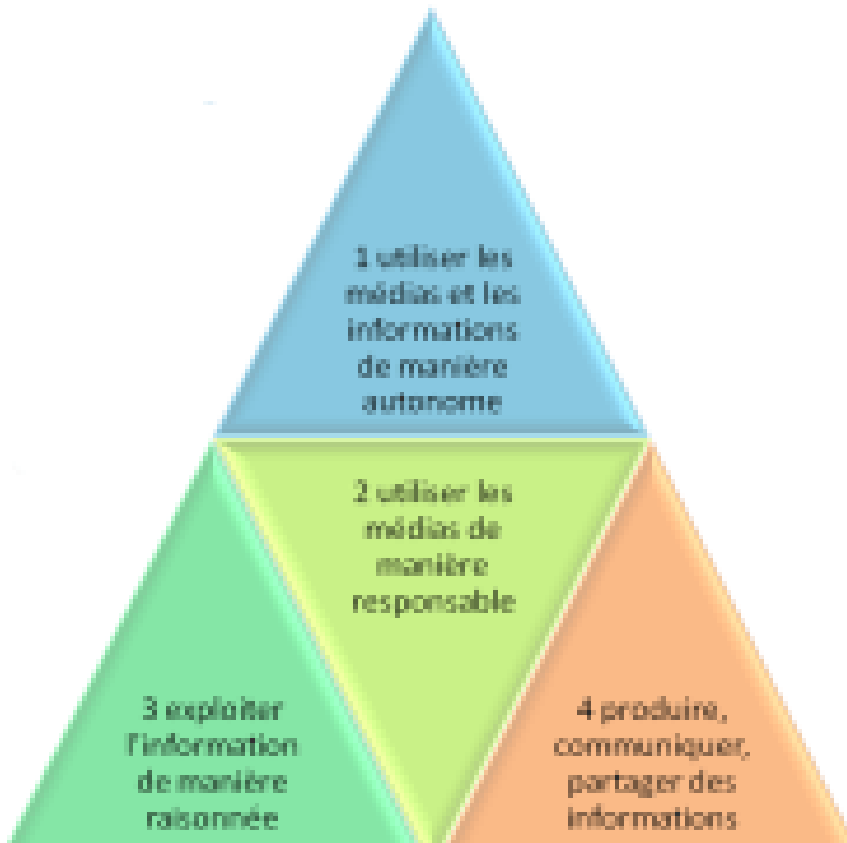 1 utiliser les
médias et les
informations
de manière
autonome
2 utiliser les
médias de
manière
responsable
3 exploiter
l'information
de manière
raisonnée
4 produire,
communiquer,
partager des
informations